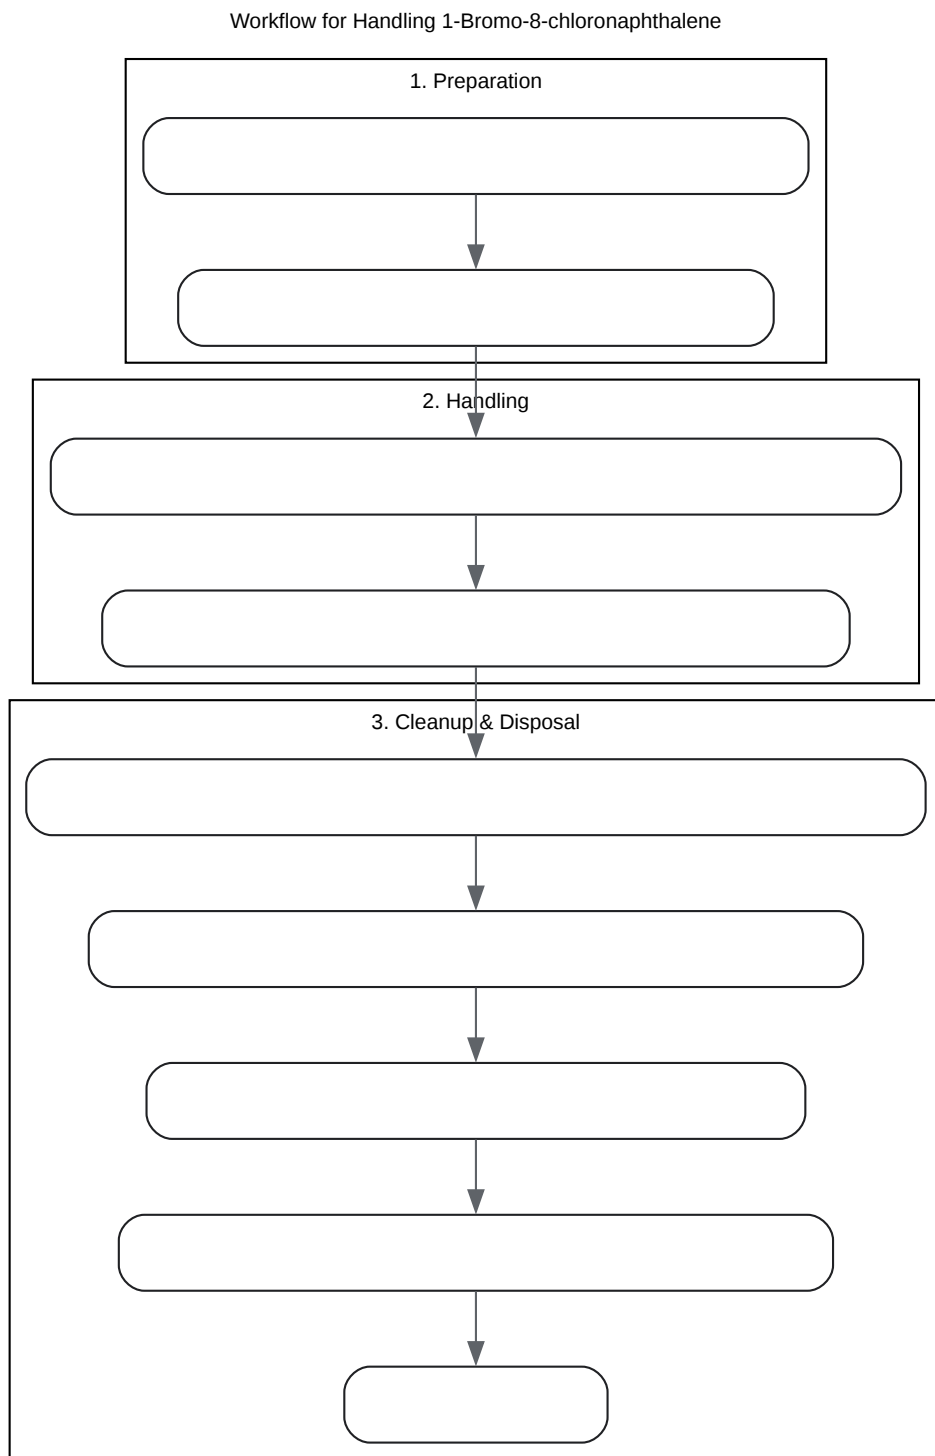 Workflow for Handling 1-Bromo-8-chloronaphthalene
1. Preparation
2. Handling
3. Cleanup & Disposal